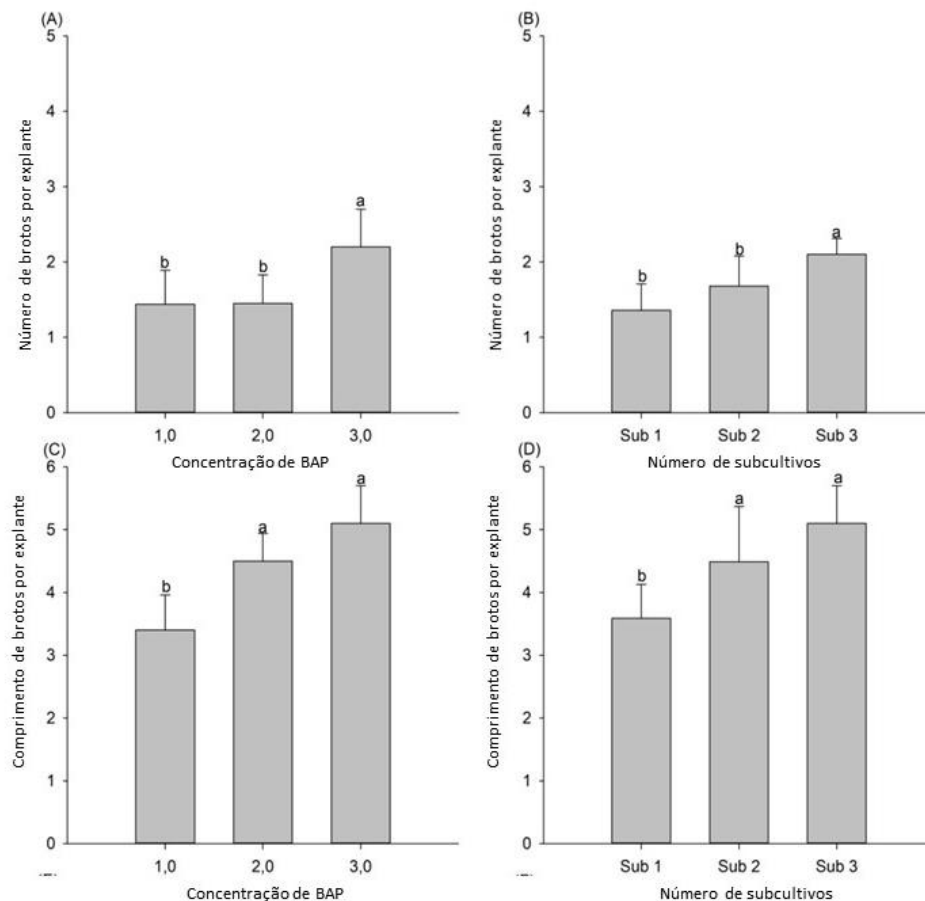 (A)
Número de brotos por explante
5
4
3
2
1
0
b
b
a
1,0
2,0
3,0
Concentração de BAP
(B)
Número de brotos por explante
5
4
3
2
1
0
b
b
a
Sub 1
Sub 2
Sub 3
Número de subcultivos
(C)
Comprimento de brotos por explante
6
5
4
3
2
1
0
b
a
a
1,0
2,0
3,0
Concentração de BAP
(D)
Comprimento de brotos por explante
6
5
4
3
2
1
0
b
a
a
Sub 1
Sub 2
Sub 3
Número de subcultivos